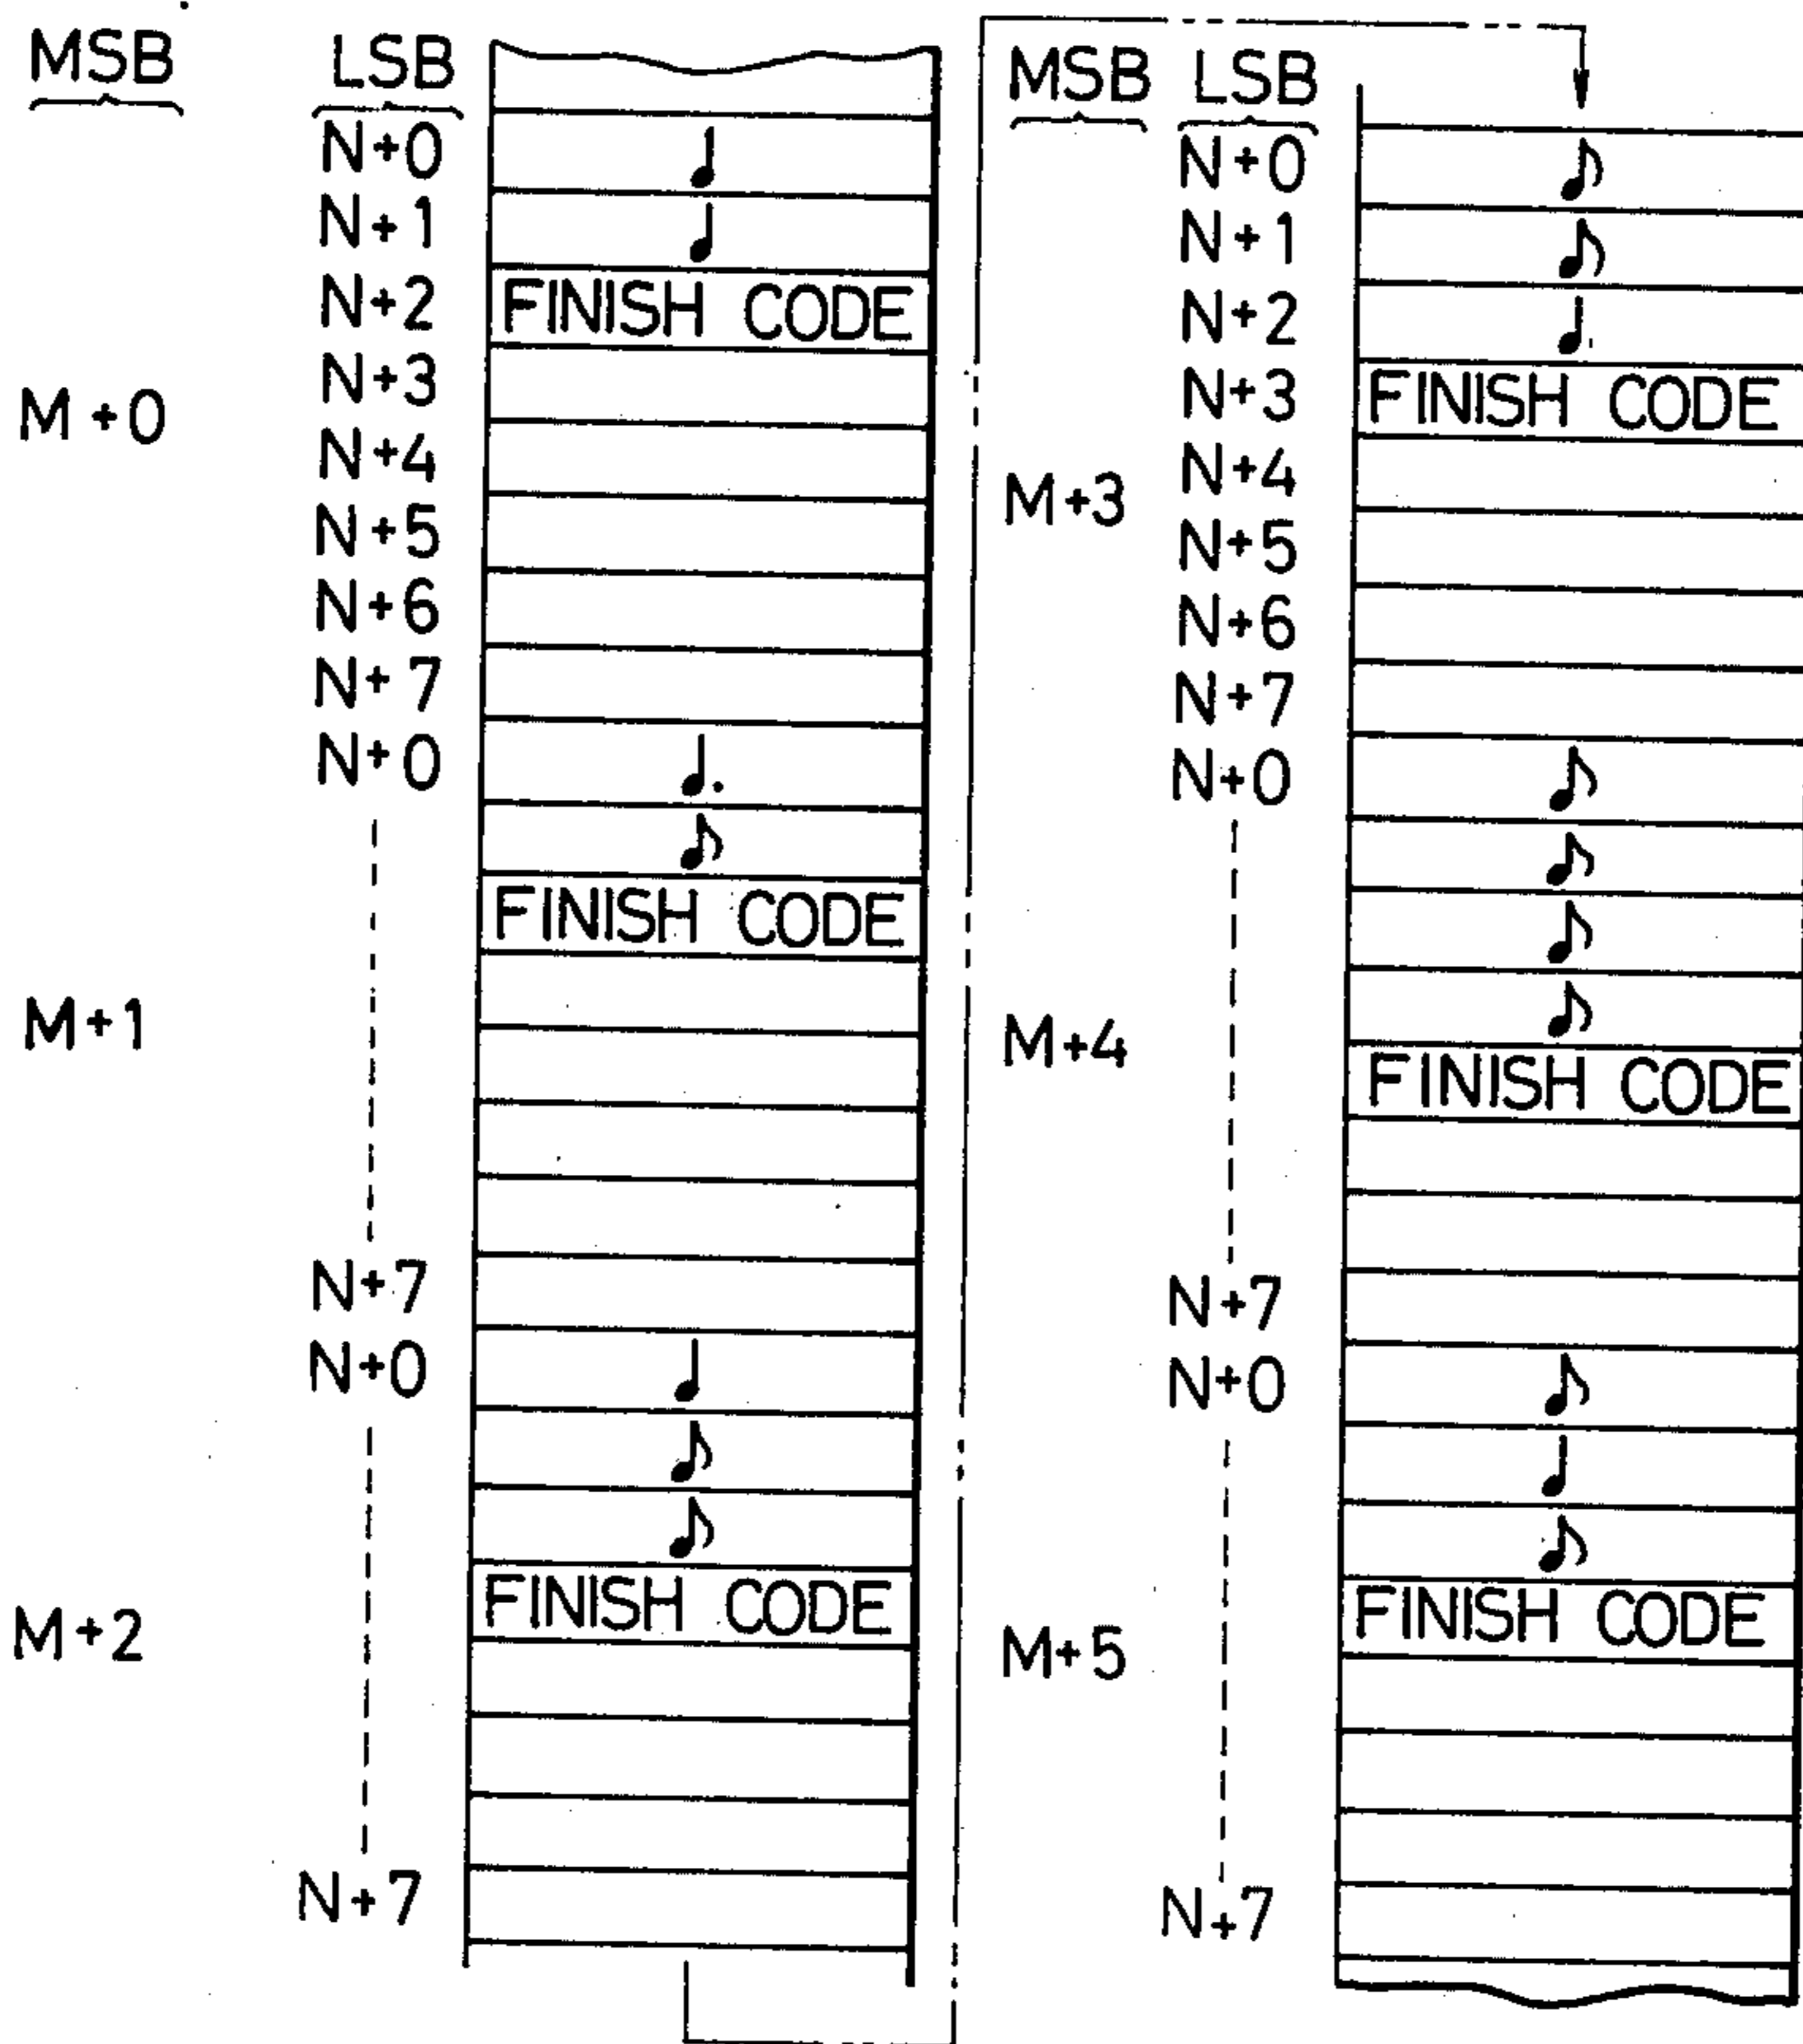 MSB LSB
N+0 ♩
N+1 ♩
N+2 FINISH CODE
N+3
M+0
N+4
N+5
N+6
N+7
N+0 ♩.
♪
FINISH CODE
M+1
N+7
N+0 ♩
♪
♪
FINISH CODE
M+2
N+7
MSB LSB
N+0 ♪
N+1 ♪
N+2 ♩.
N+3 FINISH CODE
N+4
M+3
N+5
N+6
N+7
N+0 ♪
♪
♪
♪
M+4
FINISH CODE
N+7
N+0 ♪
♩
♪
FINISH CODE
M+5
N+7